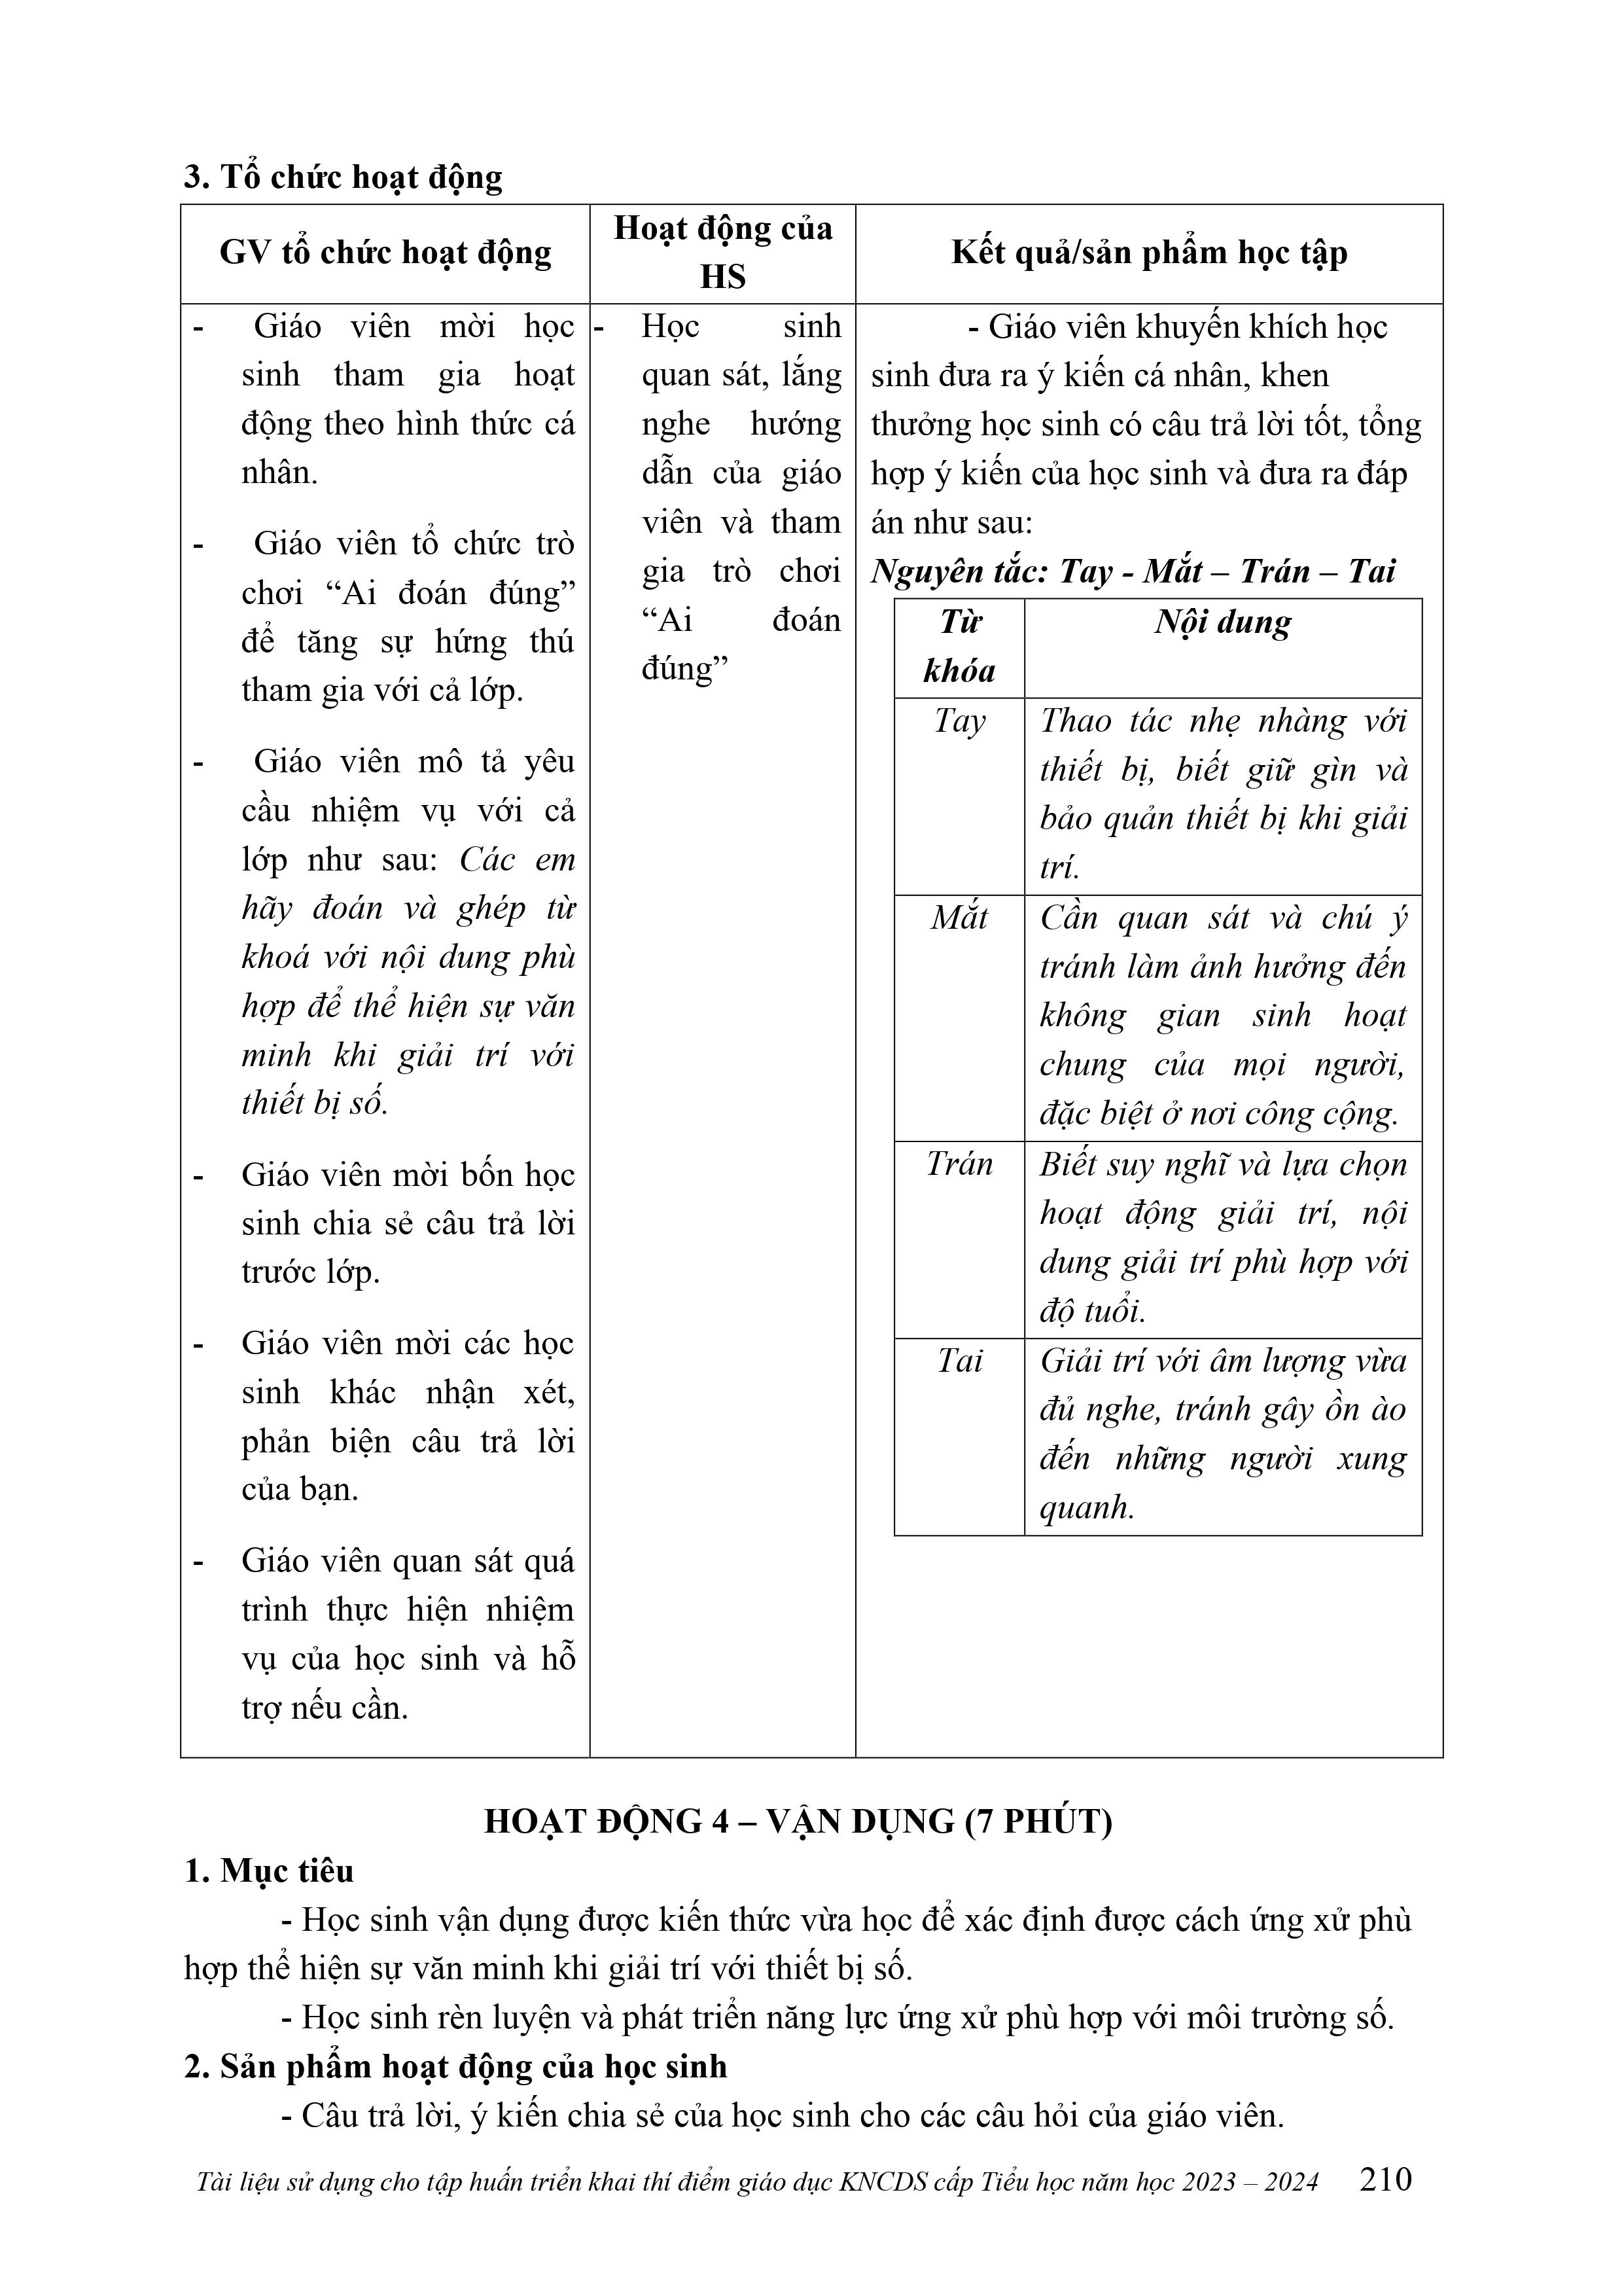 3. Tổ chức hoạt động
GV tổ chức hoạt động
Hoạt động của
HS
Kết quả/sản phẩm học tập
- Giáo viên mời học
sinh tham gia hoạt
động theo hình thức cá
nhân.
- Giáo viên tổ chức trò
chơi “Ai đoán đúng”
để tăng sự hứng thú
tham gia với cả lớp.
- Giáo viên mô tả yêu
cầu nhiệm vụ với cả
lớp như sau: Các em
hãy đoán và ghép từ
khoá với nội dung phù
hợp để thể hiện sự văn
minh khi giải trí với
thiết bị số.
- Giáo viên mời bốn học
sinh chia sẻ câu trả lời
trước lớp.
- Giáo viên mời các học
sinh khác nhận xét,
phản biện câu trả lời
của bạn.
- Giáo viên quan sát quá
trình thực hiện nhiệm
vụ của học sinh và hỗ
trợ nếu cần.
- Học sinh
quan sát, lắng
nghe hướng
dẫn của giáo
viên và tham
gia trò chơi
“Ai đoán
đúng”
- Giáo viên khuyến khích học
sinh đưa ra ý kiến cá nhân, khen
thưởng học sinh có câu trả lời tốt, tổng
hợp ý kiến của học sinh và đưa ra đáp
án như sau:
Nguyên tắc: Tay - Mắt – Trán – Tai
Từ
khóa
Nội dung
Tay
Thao tác nhẹ nhàng với
thiết bị, biết giữ gìn và
bảo quản thiết bị khi giải
trí.
Mắt
Cần quan sát và chú ý
tránh làm ảnh hưởng đến
không gian sinh hoạt
chung của mọi người,
đặc biệt ở nơi công cộng.
Trán
Biết suy nghĩ và lựa chọn
hoạt động giải trí, nội
dung giải trí phù hợp với
độ tuổi.
Tai
Giải trí với âm lượng vừa
đủ nghe, tránh gây ồn ào
đến những người xung
quanh.
HOẠT ĐỘNG 4 – VẬN DỤNG (7 PHÚT)
1. Mục tiêu
- Học sinh vận dụng được kiến thức vừa học để xác định được cách ứng xử phù
hợp thể hiện sự văn minh khi giải trí với thiết bị số.
- Học sinh rèn luyện và phát triển năng lực ứng xử phù hợp với môi trường số.
2. Sản phẩm hoạt động của học sinh
- Câu trả lời, ý kiến chia sẻ của học sinh cho các câu hỏi của giáo viên.
Tài liệu sử dụng cho tập huấn triển khai thí điểm giáo dục KNCDS cấp Tiểu học năm học 2023 – 2024 210